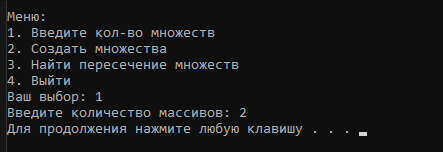 Меню:
1. Введите кол-во множеств
2. Создать множества
3. Найти пересечение множеств
4. Выйти
Ваш выбор: 1
Введите количество массивов: 2
Для продолжения нажмите любую клавишу . . .